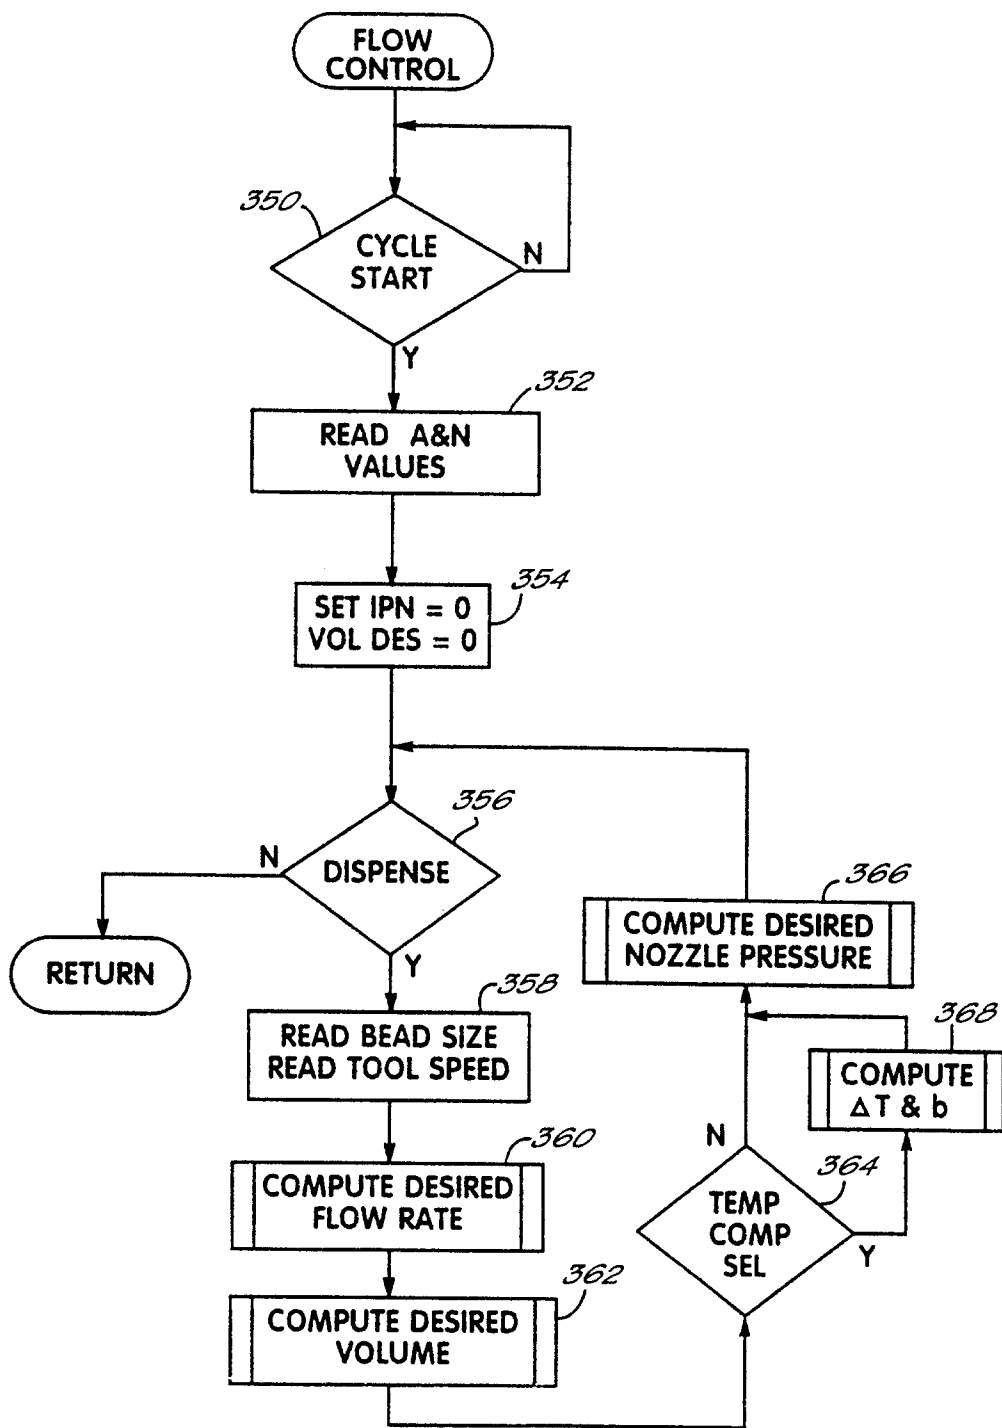 FLOW
CONTROL
350
CYCLE
START
N
Y
352
READ A&N
VALUES
354
SET IPN = 0
VOL DES = 0
356
DISPENSE
N
Y
RETURN
358
READ BEAD SIZE
READ TOOL SPEED
360
COMPUTE DESIRED
FLOW RATE
362
COMPUTE DESIRED
VOLUME
366
COMPUTE DESIRED
NOZZLE PRESSURE
368
COMPUTE
Δ T & b
N
364
TEMP
COMP
SEL
Y